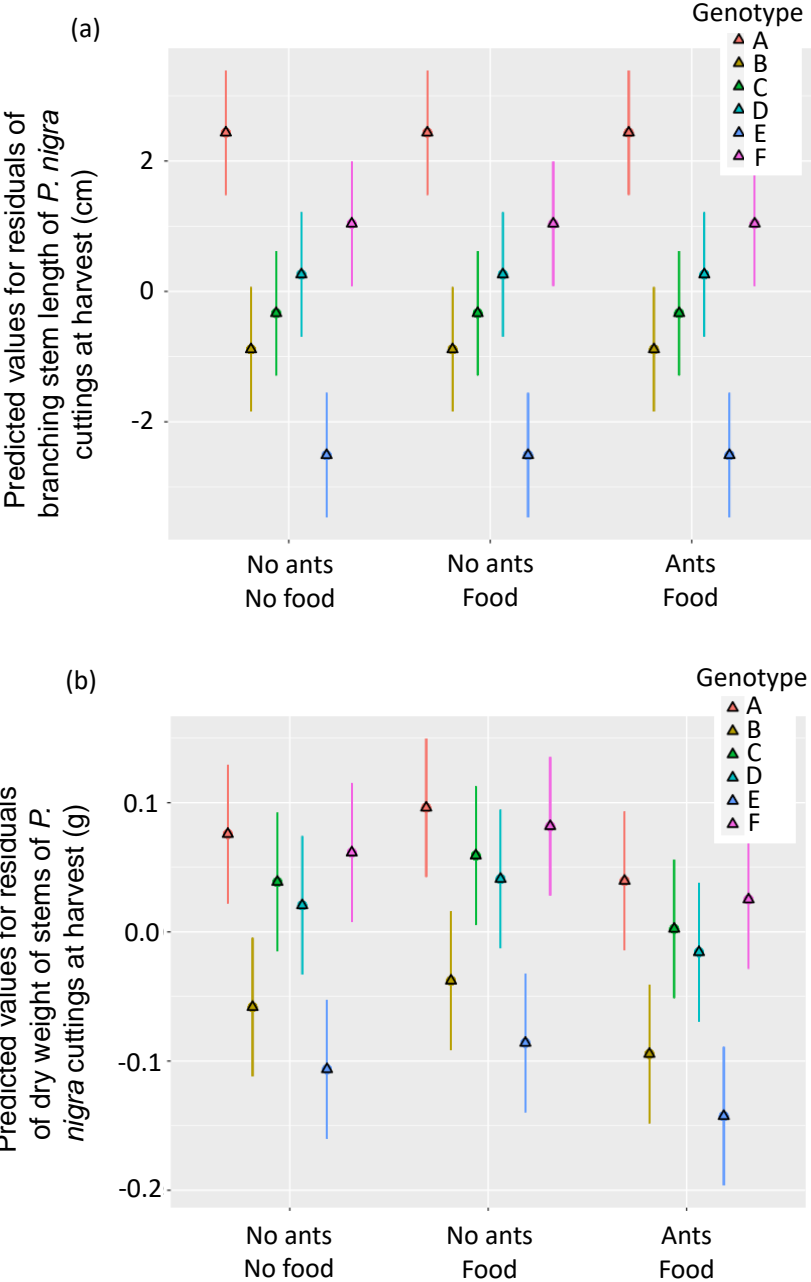 (a)
Genotype
A
B
C
D
E
F
Predicted values for residuals of
branching stem length of P. nigra
cuttings at harvest (cm)
2
0
-2
No ants
No food
No ants
Food
Ants
Food
(b)
Genotype
A
B
C
D
E
F
Predicted values for residuals
of dry weight of stems of P.
nigra cuttings at harvest (g)
0.1
0.0
-0.1
-0.2
No ants
No food
No ants
Food
Ants
Food